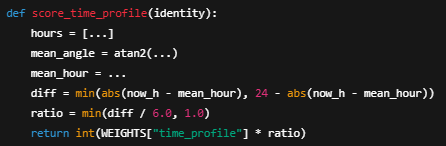 def score_time_profile(identity):
    hours = [...]
    mean_angle = atan2(...)
    mean_hour = ...
    diff = min(abs(now_h - mean_hour), 24 - abs(now_h - mean_hour))
    ratio = min(diff / 6.0, 1.0)
    return int(WEIGHTS["time_profile"] * ratio)